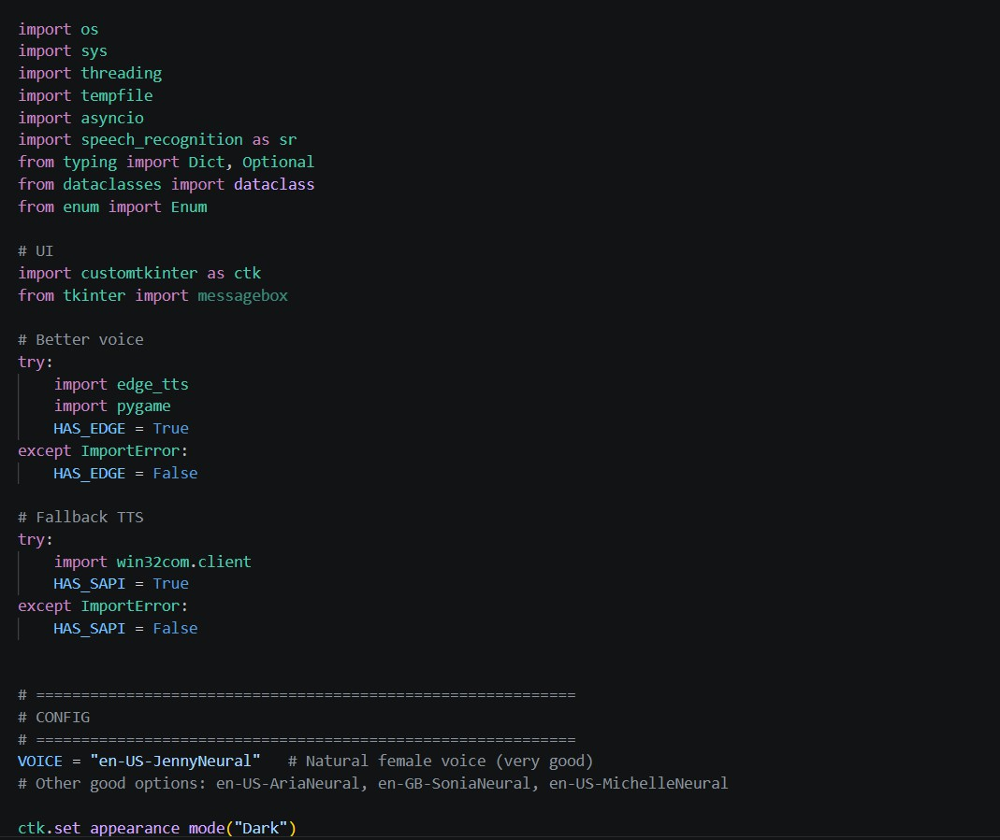 import os
import sys
import threading
import tempfile
import asyncio
import speech_recognition as sr
from typing import Dict, Optional
from dataclasses import dataclass
from enum import Enum

# UI
import customtkinter as ctk
from tkinter import messagebox

# Better voice
try:
    import edge_tts
    import pygame
    HAS_EDGE = True
except ImportError:
    HAS_EDGE = False

# Fallback TTS
try:
    import win32com.client
    HAS_SAPI = True
except ImportError:
    HAS_SAPI = False


# ============================================================
# CONFIG
# ============================================================
VOICE = "en-US-JennyNeural"   # Natural female voice (very good)
# Other good options: en-US-AriaNeural, en-GB-SoniaNeural, en-US-MichelleNeural

ctk.set_appearance_mode("Dark")